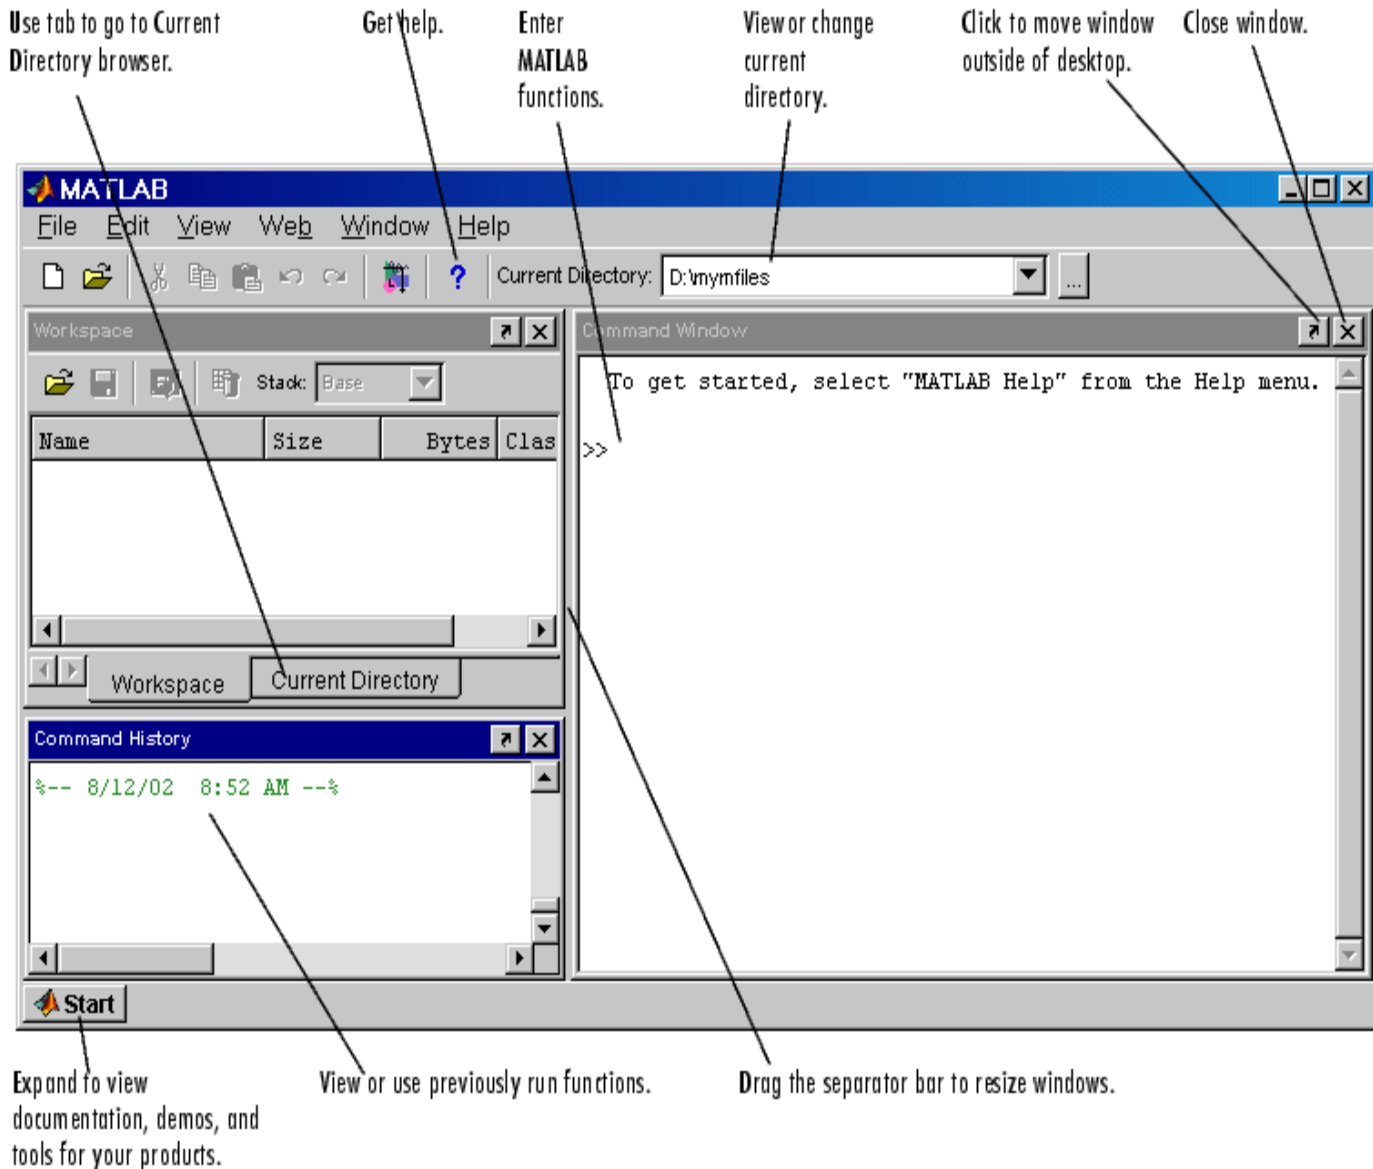 Use tab to go to Current
Directory browser.
Get help.
Enter
MATLAB
functions.
View or change
current
directory.
Click to move window
outside of desktop.
Close window.
MATLAB
File Edit View Web Window Help
? Current Directory: D:\mymfiles ...
Workspace
Stack: Base
Name Size Bytes Clas
Workspace Current Directory
Command History
%-- 8/12/02 8:52 AM --%
Command Window
To get started, select "MATLAB Help" from the Help menu.
>>
Start
Expand to view
documentation, demos, and
tools for your products.
View or use previously run functions.
Drag the separator bar to resize windows.